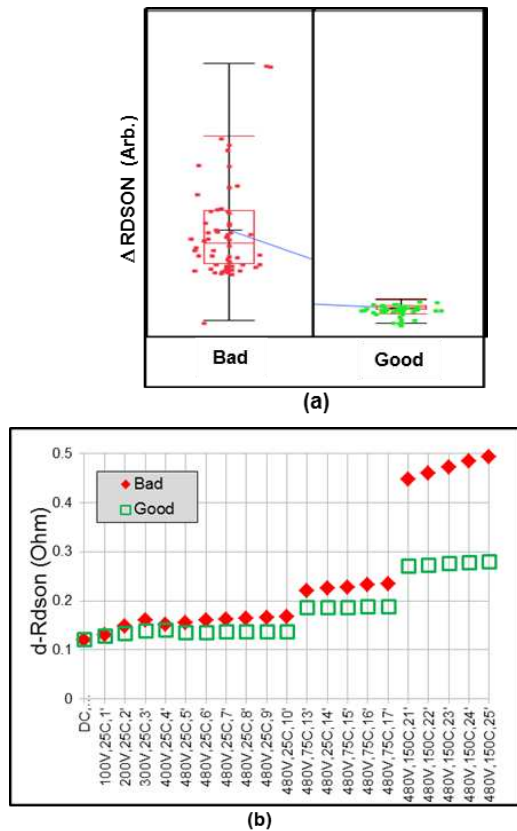 Δ RDSON (Arb.)
Bad
Good
(a)
d-Rdson (Ohm)
0.5
0.4
0.3
0.2
0.1
0
Bad
Good
DC,...
100V,25C,1'
200V,25C,2'
300V,25C,3'
400V,25C,4'
480V,25C,5'
480V,25C,6'
480V,25C,7'
480V,25C,8'
480V,25C,9'
480V,25C,10'
480V,75C,13'
480V,25C,14'
480V,75C,15'
480V,75C,16'
480V,75C,17'
480V,150C,21'
480V,150C,22'
480V,150C,23'
480V,150C,24'
480V,150C,25'
(b)